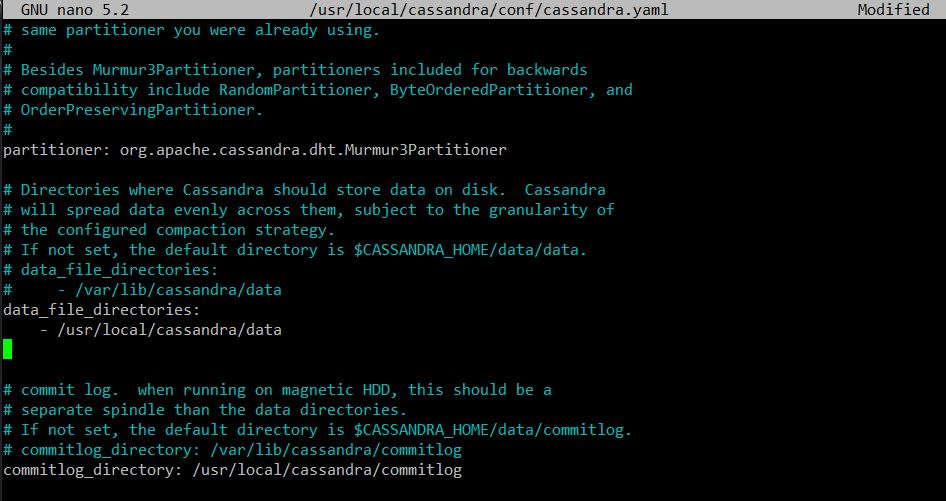 GNU nano 5.2 /usr/local/cassandra/conf/cassandra.yaml Modified
# same partitioner you were already using.
#
# Besides Murmur3Partitioner, partitioners included for backwards
# compatibility include RandomPartitioner, ByteOrderedPartitioner, and
# OrderPreservingPartitioner.
#
partitioner: org.apache.cassandra.dht.Murmur3Partitioner
# Directories where Cassandra should store data on disk.  Cassandra
# will spread data evenly across them, subject to the granularity of
# the configured compaction strategy.
# If not set, the default directory is $CASSANDRA_HOME/data/data.
# data_file_directories:
#     - /var/lib/cassandra/data
data_file_directories:
    - /usr/local/cassandra/data
# commit log.  when running on magnetic HDD, this should be a
# separate spindle than the data directories.
# If not set, the default directory is $CASSANDRA_HOME/data/commitlog.
# commitlog_directory: /var/lib/cassandra/commitlog
commitlog_directory: /usr/local/cassandra/commitlog